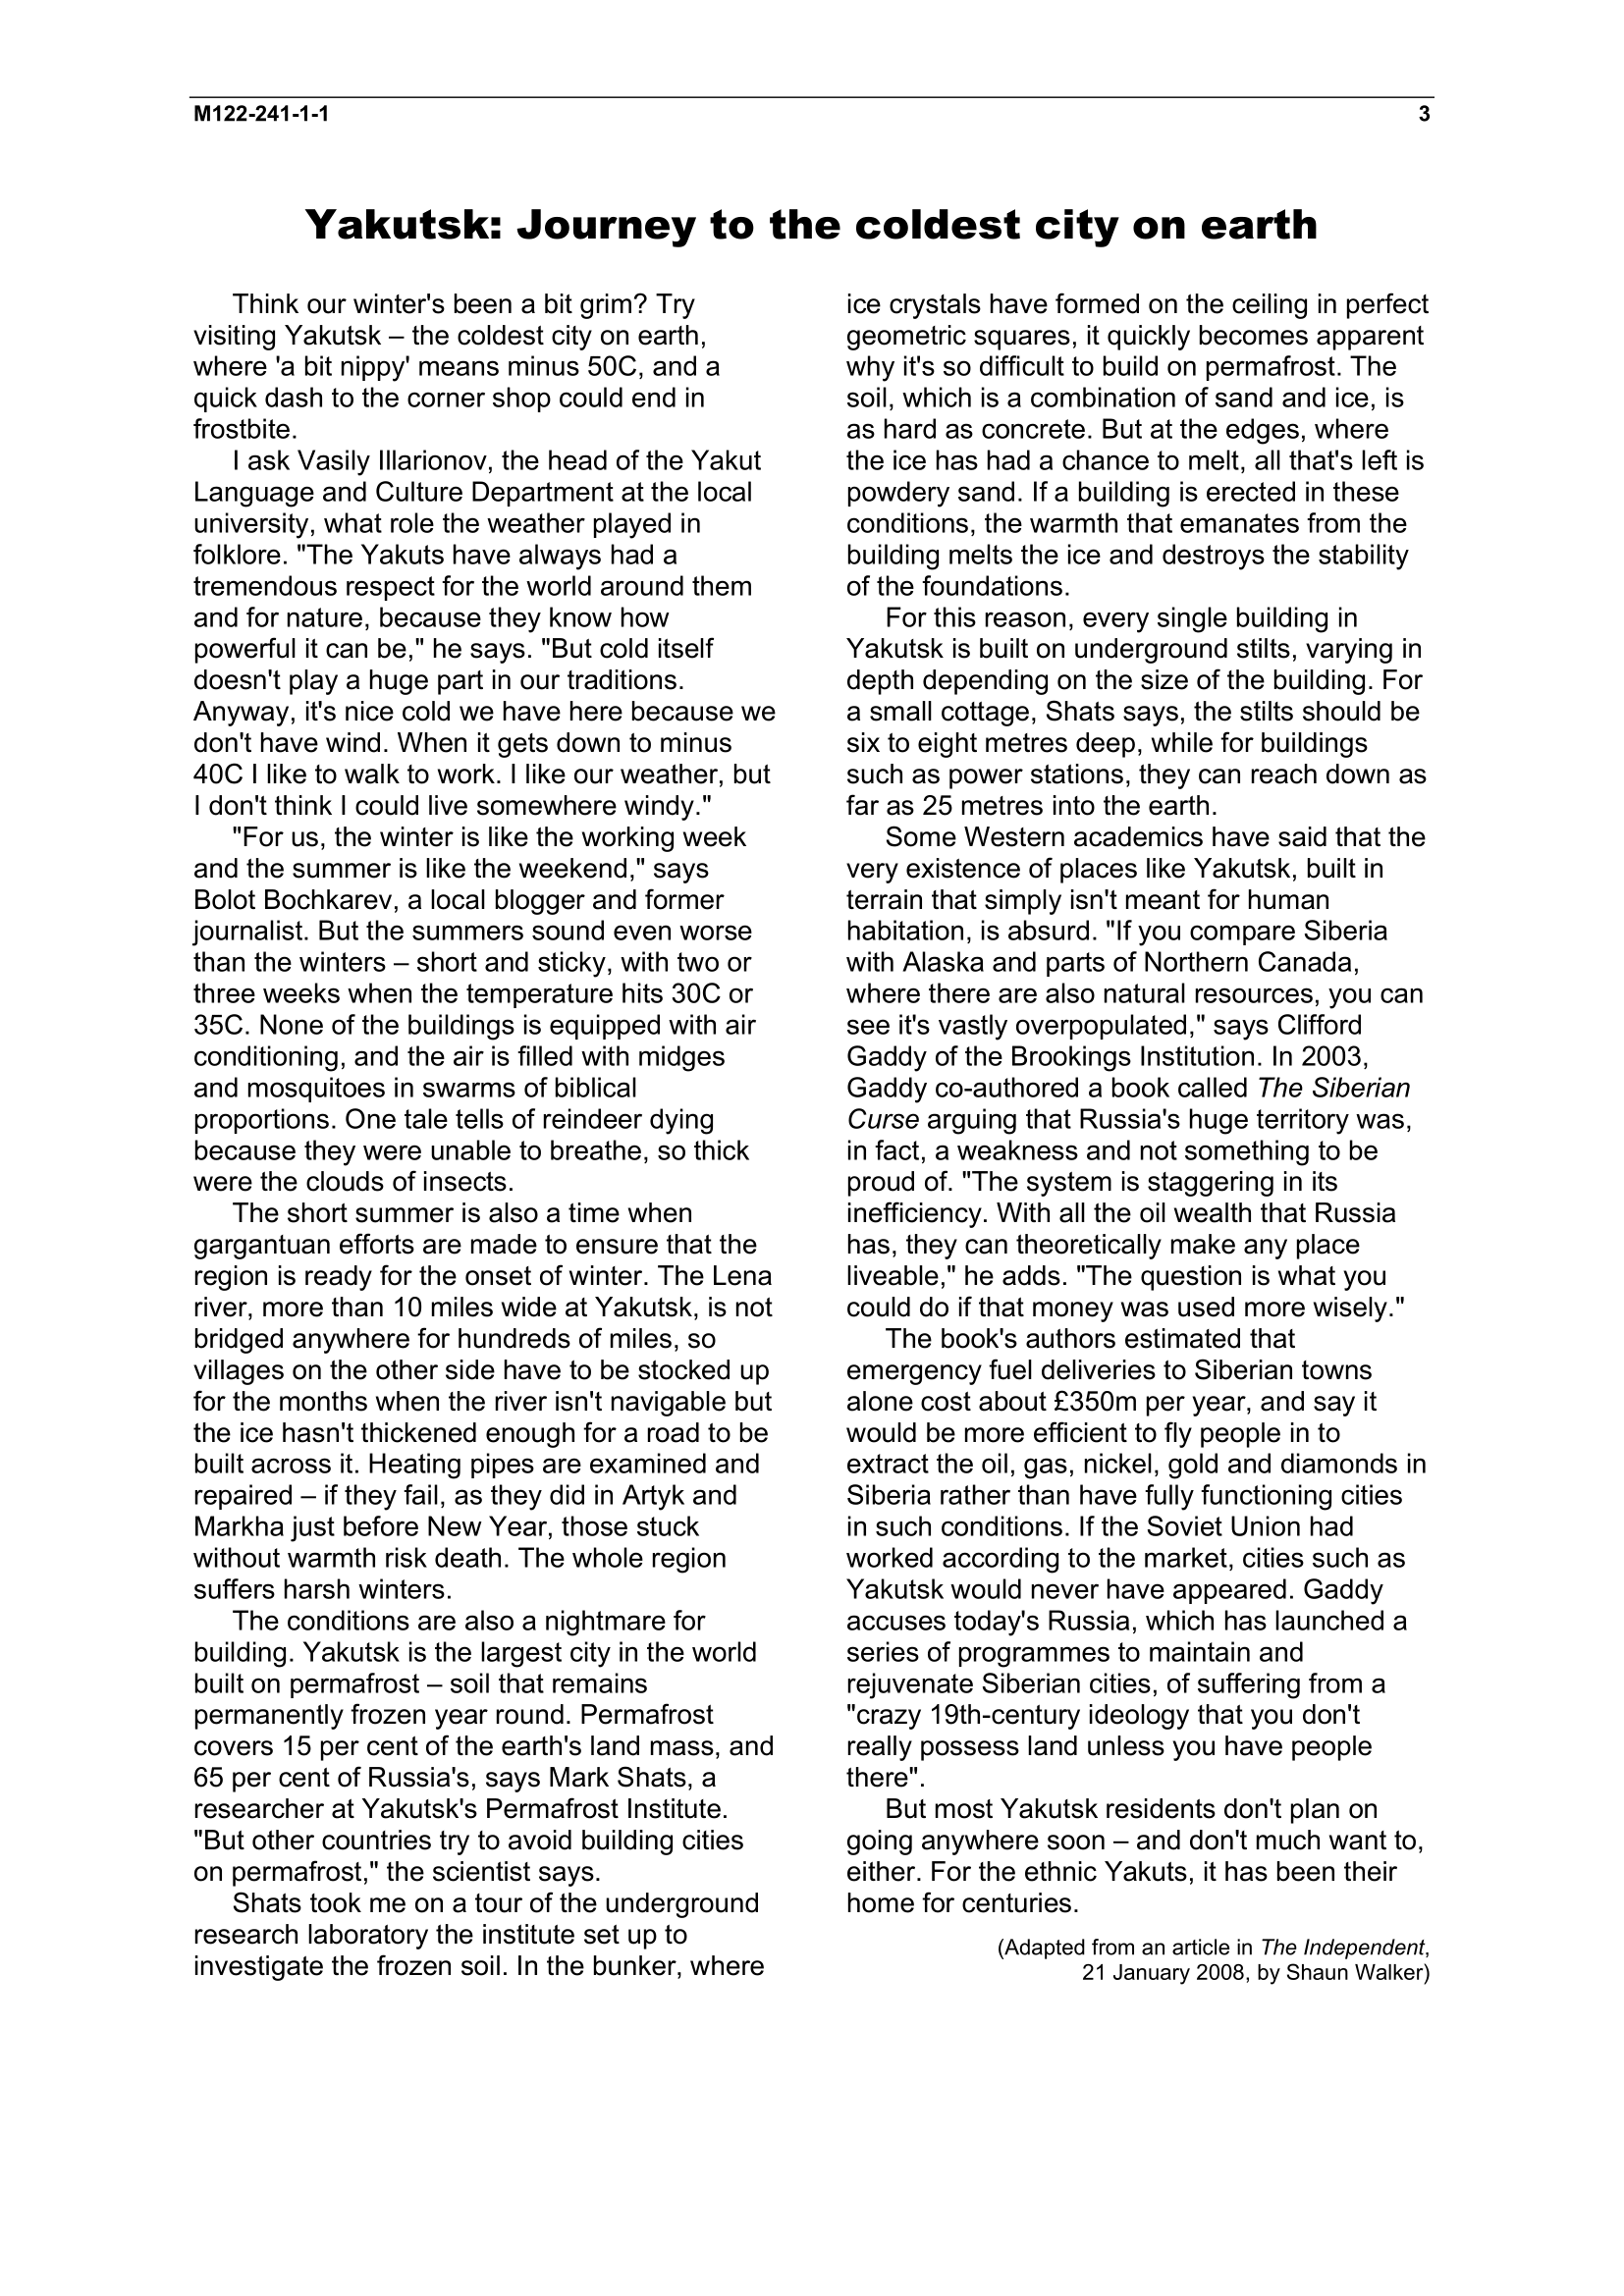 M122-241-1-1
3
Yakutsk: Journey to the coldest city on earth
Think our winter's been a bit grim? Try
visiting Yakutsk – the coldest city on earth,
where 'a bit nippy' means minus 50C, and a
quick dash to the corner shop could end in
frostbite.
I ask Vasily Illarionov, the head of the Yakut
Language and Culture Department at the local
university, what role the weather played in
folklore. "The Yakuts have always had a
tremendous respect for the world around them
and for nature, because they know how
powerful it can be," he says. "But cold itself
doesn't play a huge part in our traditions.
Anyway, it's nice cold we have here because we
don't have wind. When it gets down to minus
40C I like to walk to work. I like our weather, but
I don't think I could live somewhere windy."
"For us, the winter is like the working week
and the summer is like the weekend," says
Bolot Bochkarev, a local blogger and former
journalist. But the summers sound even worse
than the winters – short and sticky, with two or
three weeks when the temperature hits 30C or
35C. None of the buildings is equipped with air
conditioning, and the air is filled with midges
and mosquitoes in swarms of biblical
proportions. One tale tells of reindeer dying
because they were unable to breathe, so thick
were the clouds of insects.
The short summer is also a time when
gargantuan efforts are made to ensure that the
region is ready for the onset of winter. The Lena
river, more than 10 miles wide at Yakutsk, is not
bridged anywhere for hundreds of miles, so
villages on the other side have to be stocked up
for the months when the river isn't navigable but
the ice hasn't thickened enough for a road to be
built across it. Heating pipes are examined and
repaired – if they fail, as they did in Artyk and
Markha just before New Year, those stuck
without warmth risk death. The whole region
suffers harsh winters.
The conditions are also a nightmare for
building. Yakutsk is the largest city in the world
built on permafrost – soil that remains
permanently frozen year round. Permafrost
covers 15 per cent of the earth's land mass, and
65 per cent of Russia's, says Mark Shats, a
researcher at Yakutsk's Permafrost Institute.
"But other countries try to avoid building cities
on permafrost," the scientist says.
Shats took me on a tour of the underground
research laboratory the institute set up to
investigate the frozen soil. In the bunker, where
ice crystals have formed on the ceiling in perfect
geometric squares, it quickly becomes apparent
why it's so difficult to build on permafrost. The
soil, which is a combination of sand and ice, is
as hard as concrete. But at the edges, where
the ice has had a chance to melt, all that's left is
powdery sand. If a building is erected in these
conditions, the warmth that emanates from the
building melts the ice and destroys the stability
of the foundations.
For this reason, every single building in
Yakutsk is built on underground stilts, varying in
depth depending on the size of the building. For
a small cottage, Shats says, the stilts should be
six to eight metres deep, while for buildings
such as power stations, they can reach down as
far as 25 metres into the earth.
Some Western academics have said that the
very existence of places like Yakutsk, built in
terrain that simply isn't meant for human
habitation, is absurd. "If you compare Siberia
with Alaska and parts of Northern Canada,
where there are also natural resources, you can
see it's vastly overpopulated," says Clifford
Gaddy of the Brookings Institution. In 2003,
Gaddy co-authored a book called The Siberian
Curse arguing that Russia's huge territory was,
in fact, a weakness and not something to be
proud of. "The system is staggering in its
inefficiency. With all the oil wealth that Russia
has, they can theoretically make any place
liveable," he adds. "The question is what you
could do if that money was used more wisely."
The book's authors estimated that
emergency fuel deliveries to Siberian towns
alone cost about £350m per year, and say it
would be more efficient to fly people in to
extract the oil, gas, nickel, gold and diamonds in
Siberia rather than have fully functioning cities
in such conditions. If the Soviet Union had
worked according to the market, cities such as
Yakutsk would never have appeared. Gaddy
accuses today's Russia, which has launched a
series of programmes to maintain and
rejuvenate Siberian cities, of suffering from a
"crazy 19th-century ideology that you don't
really possess land unless you have people
there".
But most Yakutsk residents don't plan on
going anywhere soon – and don't much want to,
either. For the ethnic Yakuts, it has been their
home for centuries.
(Adapted from an article in The Independent,
21 January 2008, by Shaun Walker)